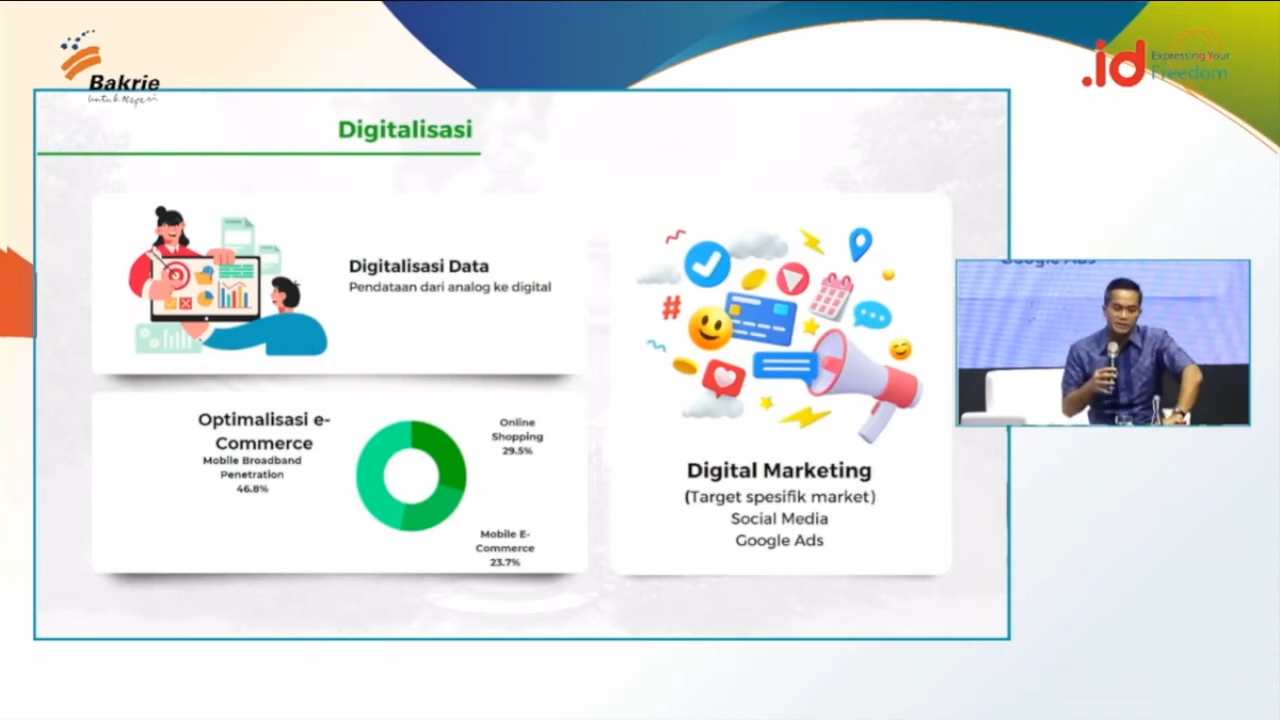 Bakrie
Untuk Negeri
.id
Expressing Your
Freedom
Digitalisasi
Digitalisasi Data
Pendataan dari analog ke digital
Optimalisasi e-
Commerce
Mobile Broadband
Penetration
46.8%
Online
Shopping
29.5%
Mobile E-
Commerce
23.7%
#
Digital Marketing
(Target spesifik market)
Social Media
Google Ads
Google Ads